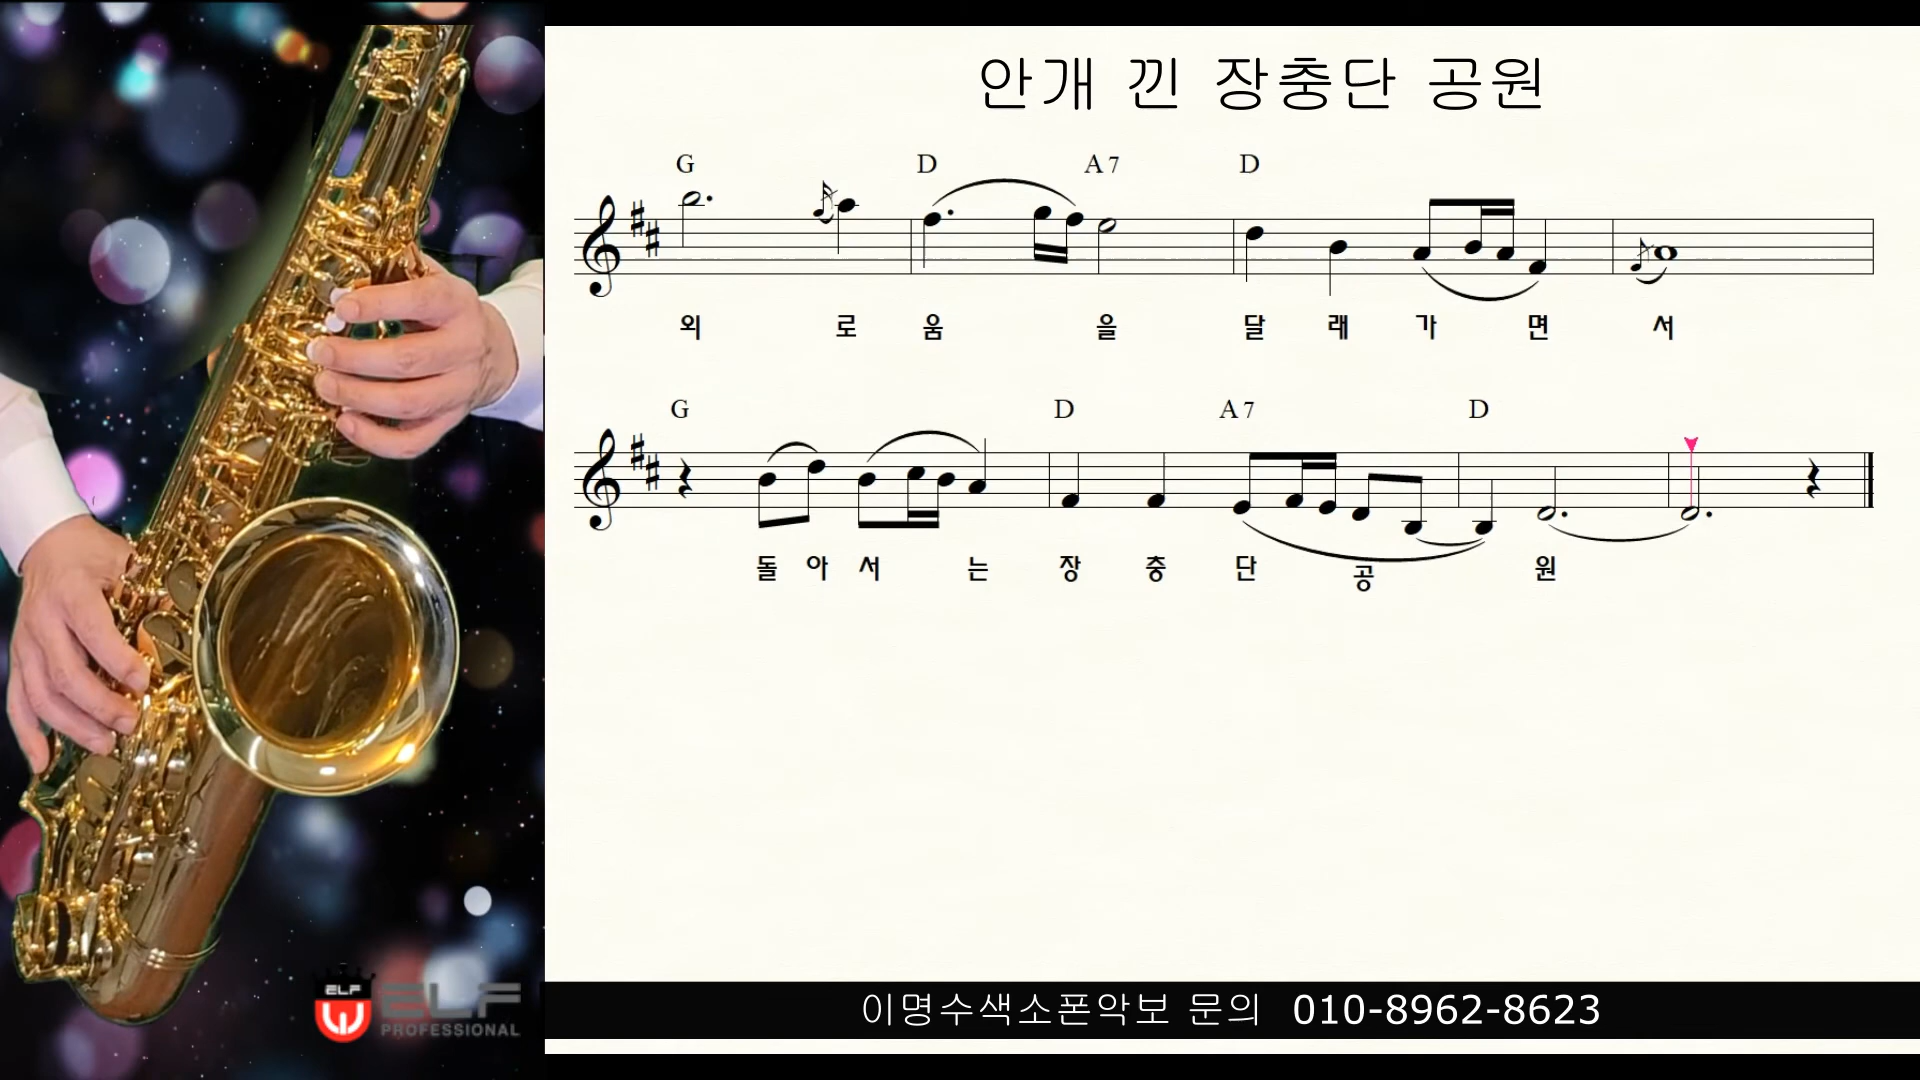 안개 낀 장충단 공원
G D A7 D
외 로 움 을 달 래 가 면 서
G D A7 D
돌 아 서 는 장 충 단 공 원
ELF ELF
PROFESSIONAL
이명수색소폰악보 문의 010-8962-8623